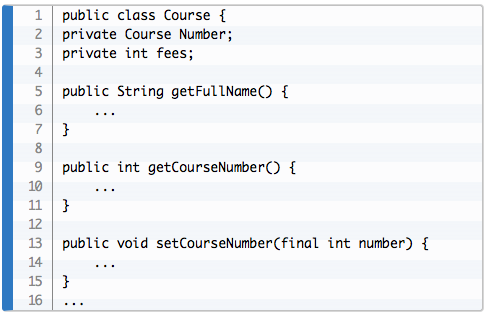 1 public class Course {
2 private Course Number;
3 private int fees;
4
5 public String getFullName() {
6     ...
7 }
8
9 public int getCourseNumber() {
10     ...
11 }
12
13 public void setCourseNumber(final int number) {
14     ...
15 }
16 ...